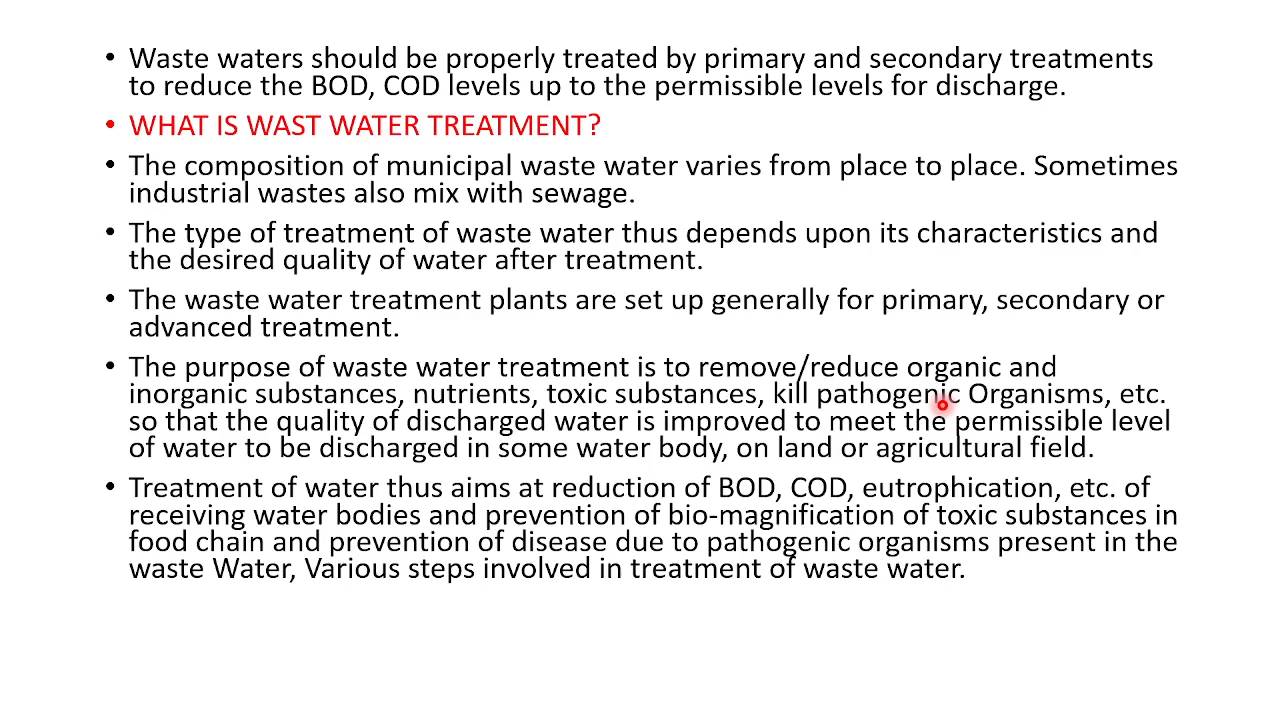 • Waste waters should be properly treated by primary and secondary treatments
to reduce the BOD, COD levels up to the permissible levels for discharge.
• WHAT IS WAST WATER TREATMENT?
• The composition of municipal waste water varies from place to place. Sometimes
industrial wastes also mix with sewage.
• The type of treatment of waste water thus depends upon its characteristics and
the desired quality of water after treatment.
• The waste water treatment plants are set up generally for primary, secondary or
advanced treatment.
• The purpose of waste water treatment is to remove/reduce organic and
inorganic substances, nutrients, toxic substances, kill pathogenic Organisms, etc.
so that the quality of discharged water is improved to meet the permissible level
of water to be discharged in some water body, on land or agricultural field.
• Treatment of water thus aims at reduction of BOD, COD, eutrophication, etc. of
receiving water bodies and prevention of bio-magnification of toxic substances in
food chain and prevention of disease due to pathogenic organisms present in the
waste Water, Various steps involved in treatment of waste water.